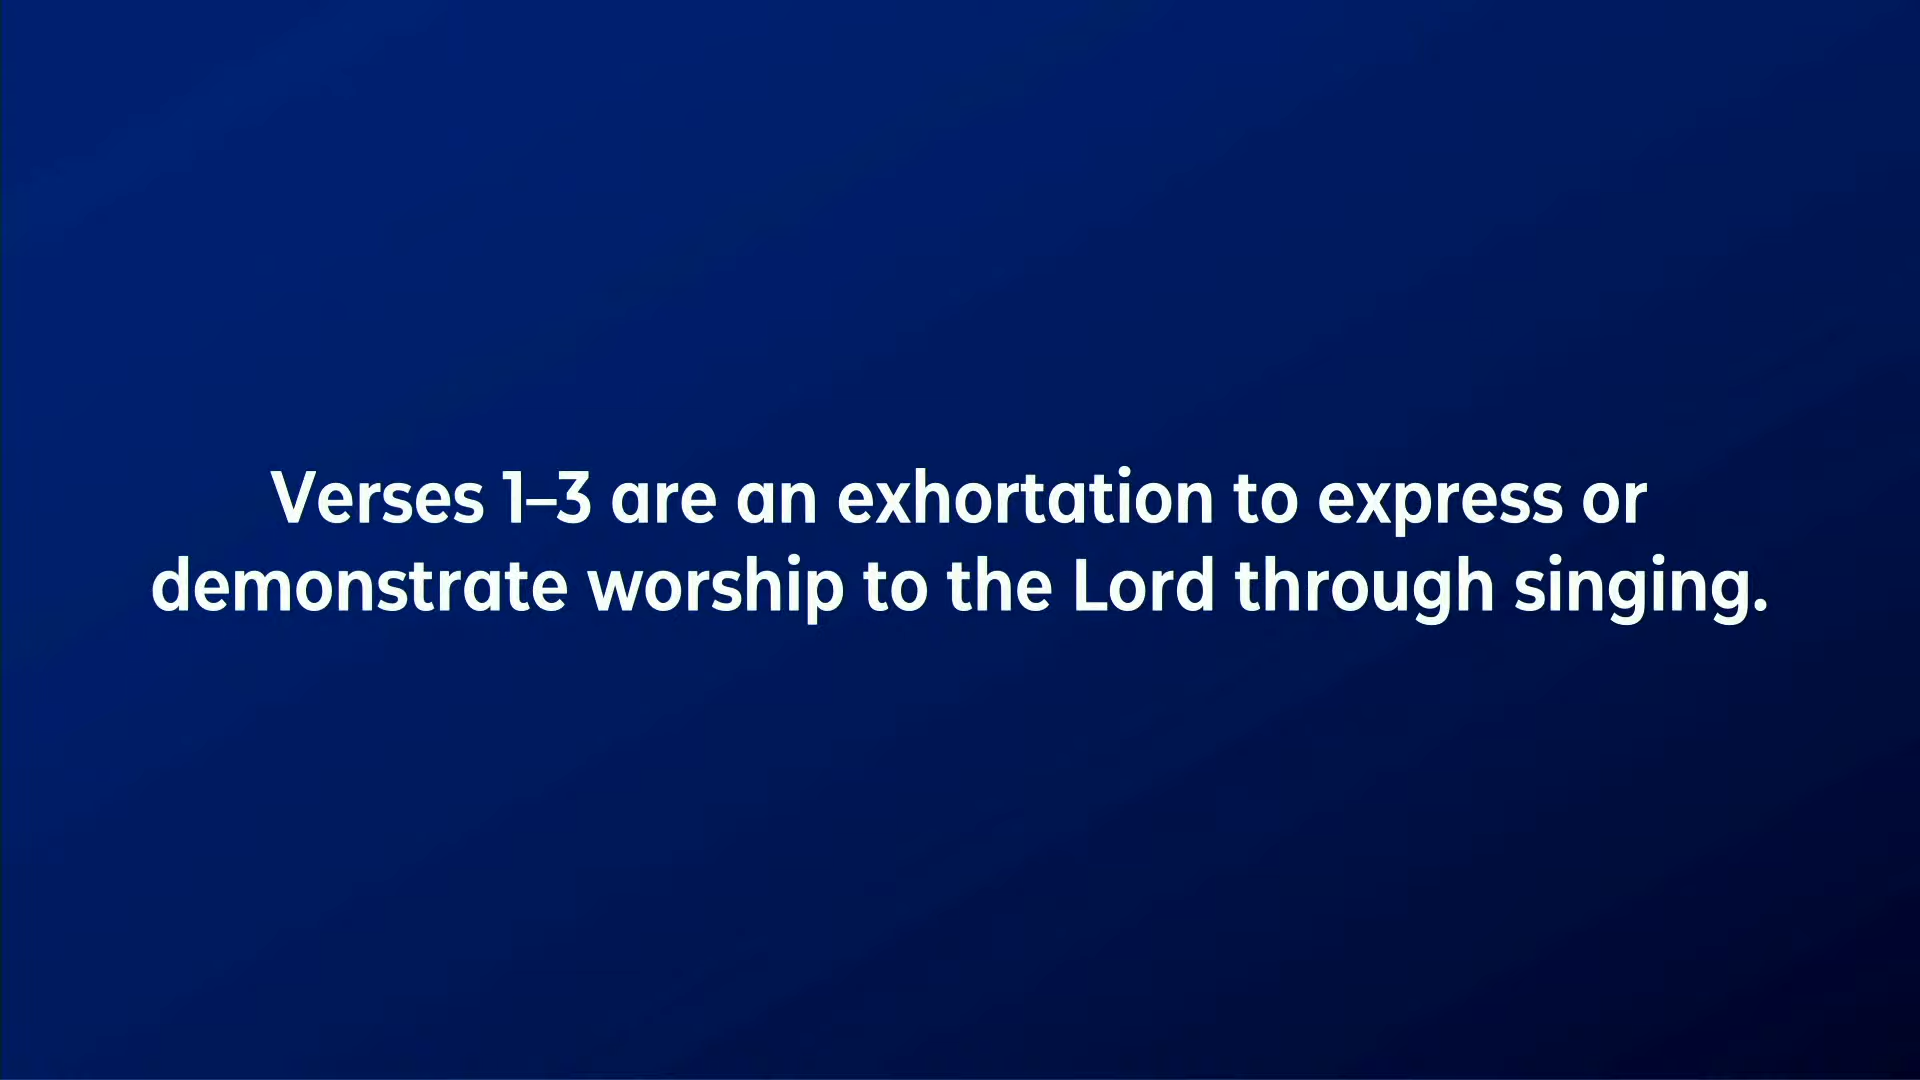 Verses 1–3 are an exhortation to express or
demonstrate worship to the Lord through singing.